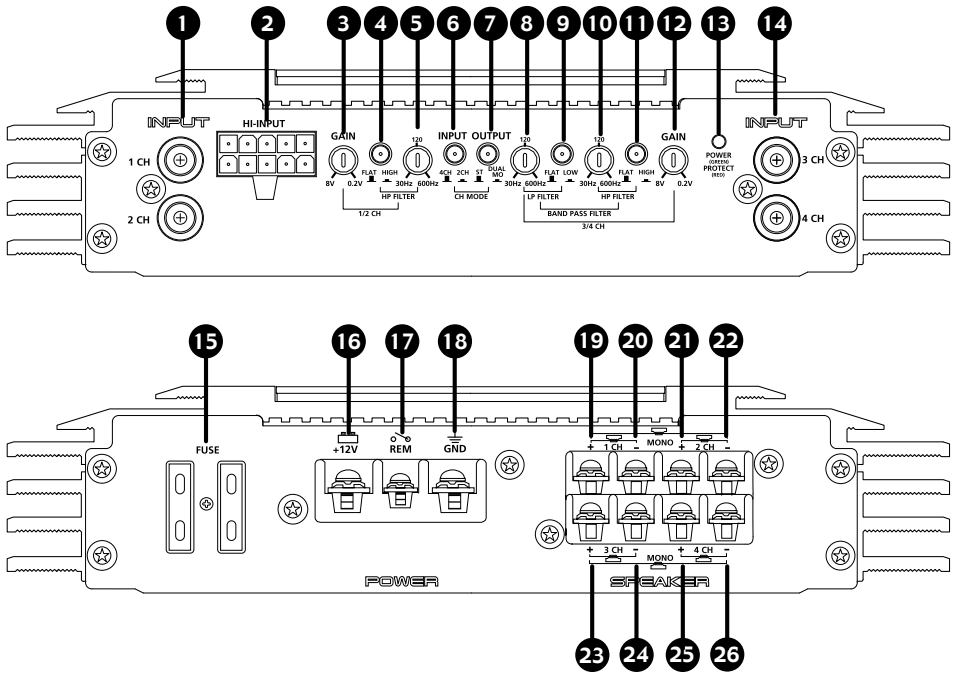 1 2 3 4 5 6 7 8 9 10 11 12 13 14
INPUT
HI-INPUT
1 CH
2 CH
GAIN
8V 0.2V
FLAT HIGH
120
30Hz 600Hz
HP FILTER
1/2 CH
INPUT OUTPUT
4CH 2CH ST DUAL MO
CH MODE
120
30Hz 600Hz
FLAT LOW
LP FILTER
120
30Hz 600Hz
FLAT HIGH
HP FILTER
BAND PASS FILTER
3/4 CH
GAIN
8V 0.2V
POWER
(GREEN)
PROTECT
(RED)
INPUT
3 CH
4 CH
15 16 17 18 19 20 21 22
FUSE
+12V REM GND
+ 1 CH - MONO + 2 CH -
+ 3 CH - MONO + 4 CH -
POWER SPEAKER
23 24 25 26